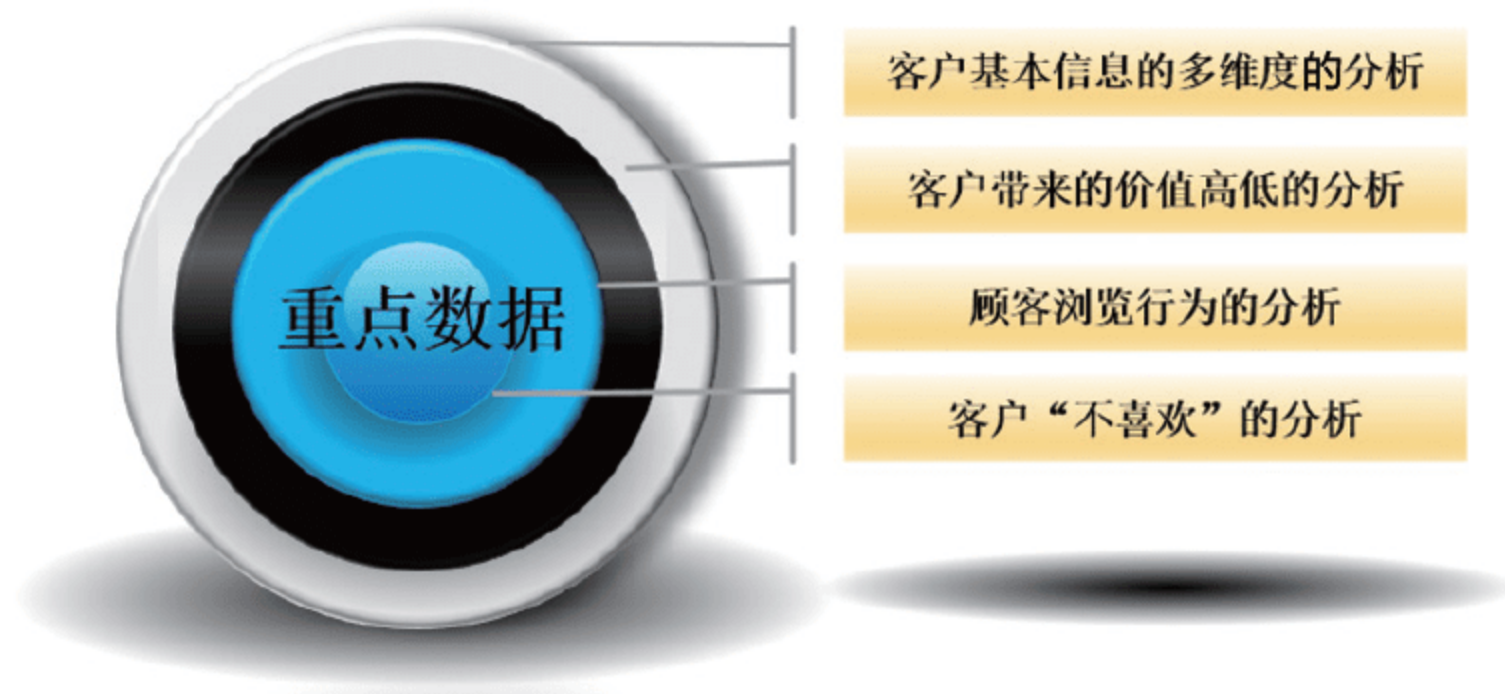 重点数据
客户基本信息的多维度的分析
客户带来的价值高低的分析
顾客浏览行为的分析
客户“不喜欢”的分析